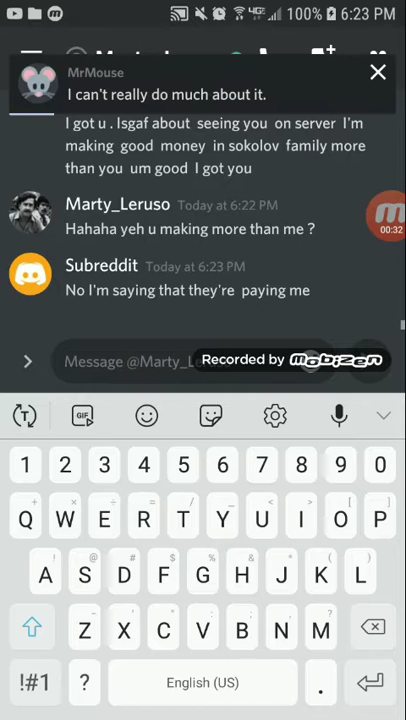 100% 6:23 PM
MrMouse
I can't really do much about it.
I got u . Isgaf about seeing you on server I'm
making good money in sokolov family more
than you um good I got you
Marty_Leruso Today at 6:22 PM
Hahaha yeh u making more than me ?
00:32
Subreddit Today at 6:23 PM
No I'm saying that they're paying me
Message @Marty_Le
Recorded by mobizen
GIF
1 2 3 4 5 6 7 8 9 0
Q W E R T Y U I O P
A S D F G H J K L
Z X C V B N M
!#1 ? English (US) .